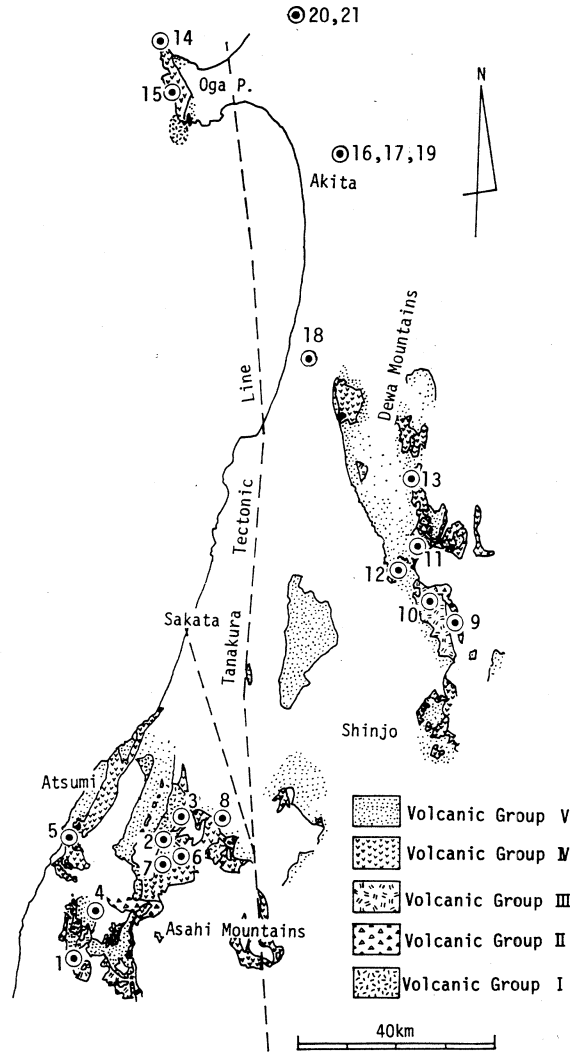 20,21
14
Oga P.
15
N
16,17,19
Akita
18
Dewa Mountains
Line
13
Tectonic
11
12
10
9
Sakata
Tanakura
Shinjo
Atsumi
3
8
5
2
6
7
4
Asahi Mountains
1
Volcanic Group V
Volcanic Group IV
Volcanic Group III
Volcanic Group II
Volcanic Group I
40km